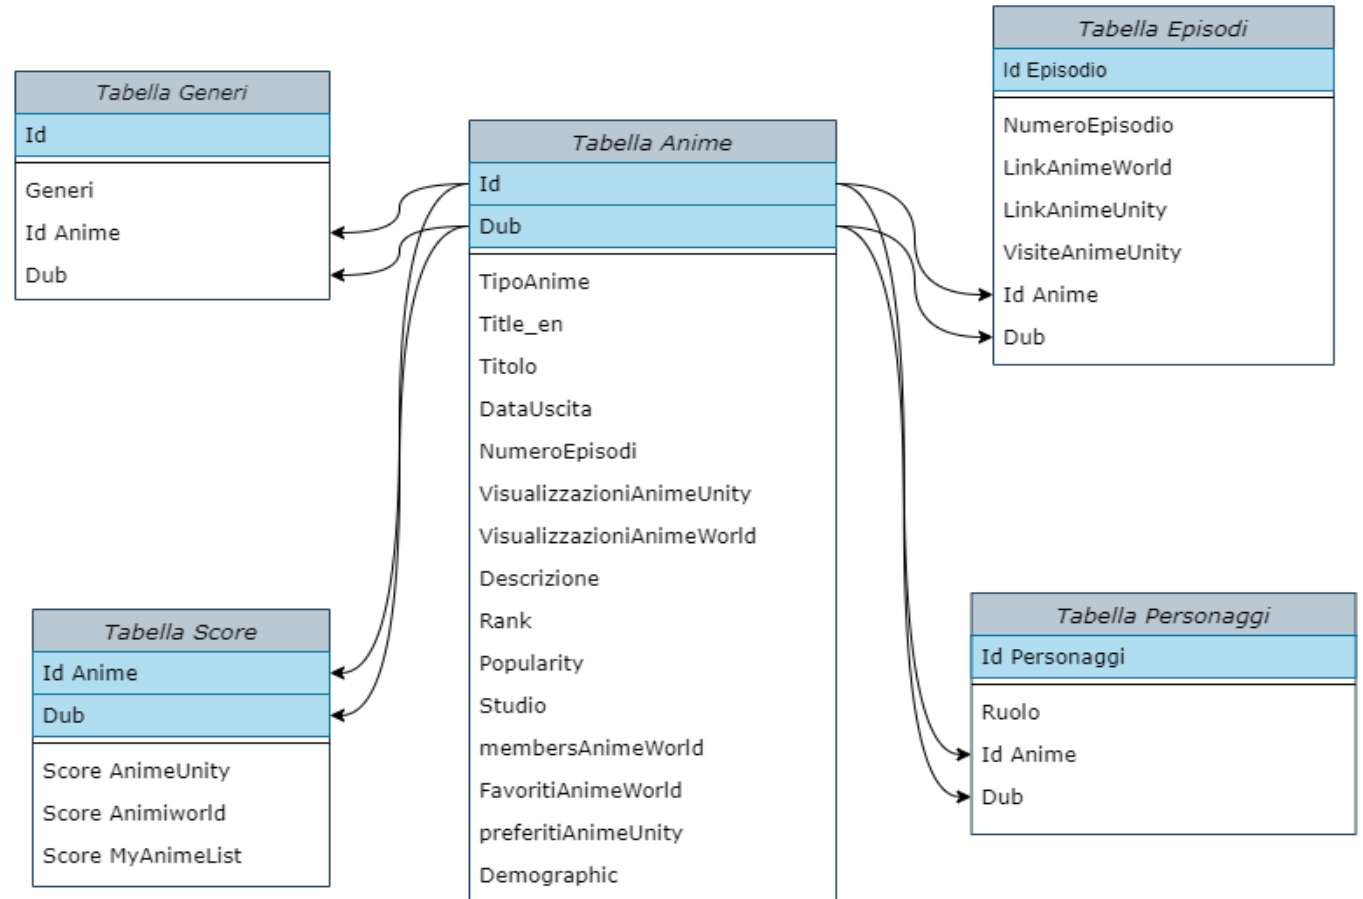 Tabella Generi
Id
Generi
Id Anime
Dub
Tabella Score
Id Anime
Dub
Score AnimeUnity
Score Animiworld
Score MyAnimeList
Tabella Anime
Id
Dub
TipoAnime
Title_en
Titolo
DataUscita
NumeroEpisodi
VisualizzazioniAnimeUnity
VisualizzazioniAnimeWorld
Descrizione
Rank
Popularity
Studio
membersAnimeWorld
FavoritiAnimeWorld
preferitiAnimeUnity
Demographic
Tabella Episodi
Id Episodio
NumeroEpisodio
LinkAnimeWorld
LinkAnimeUnity
VisiteAnimeUnity
Id Anime
Dub
Tabella Personaggi
Id Personaggi
Ruolo
Id Anime
Dub